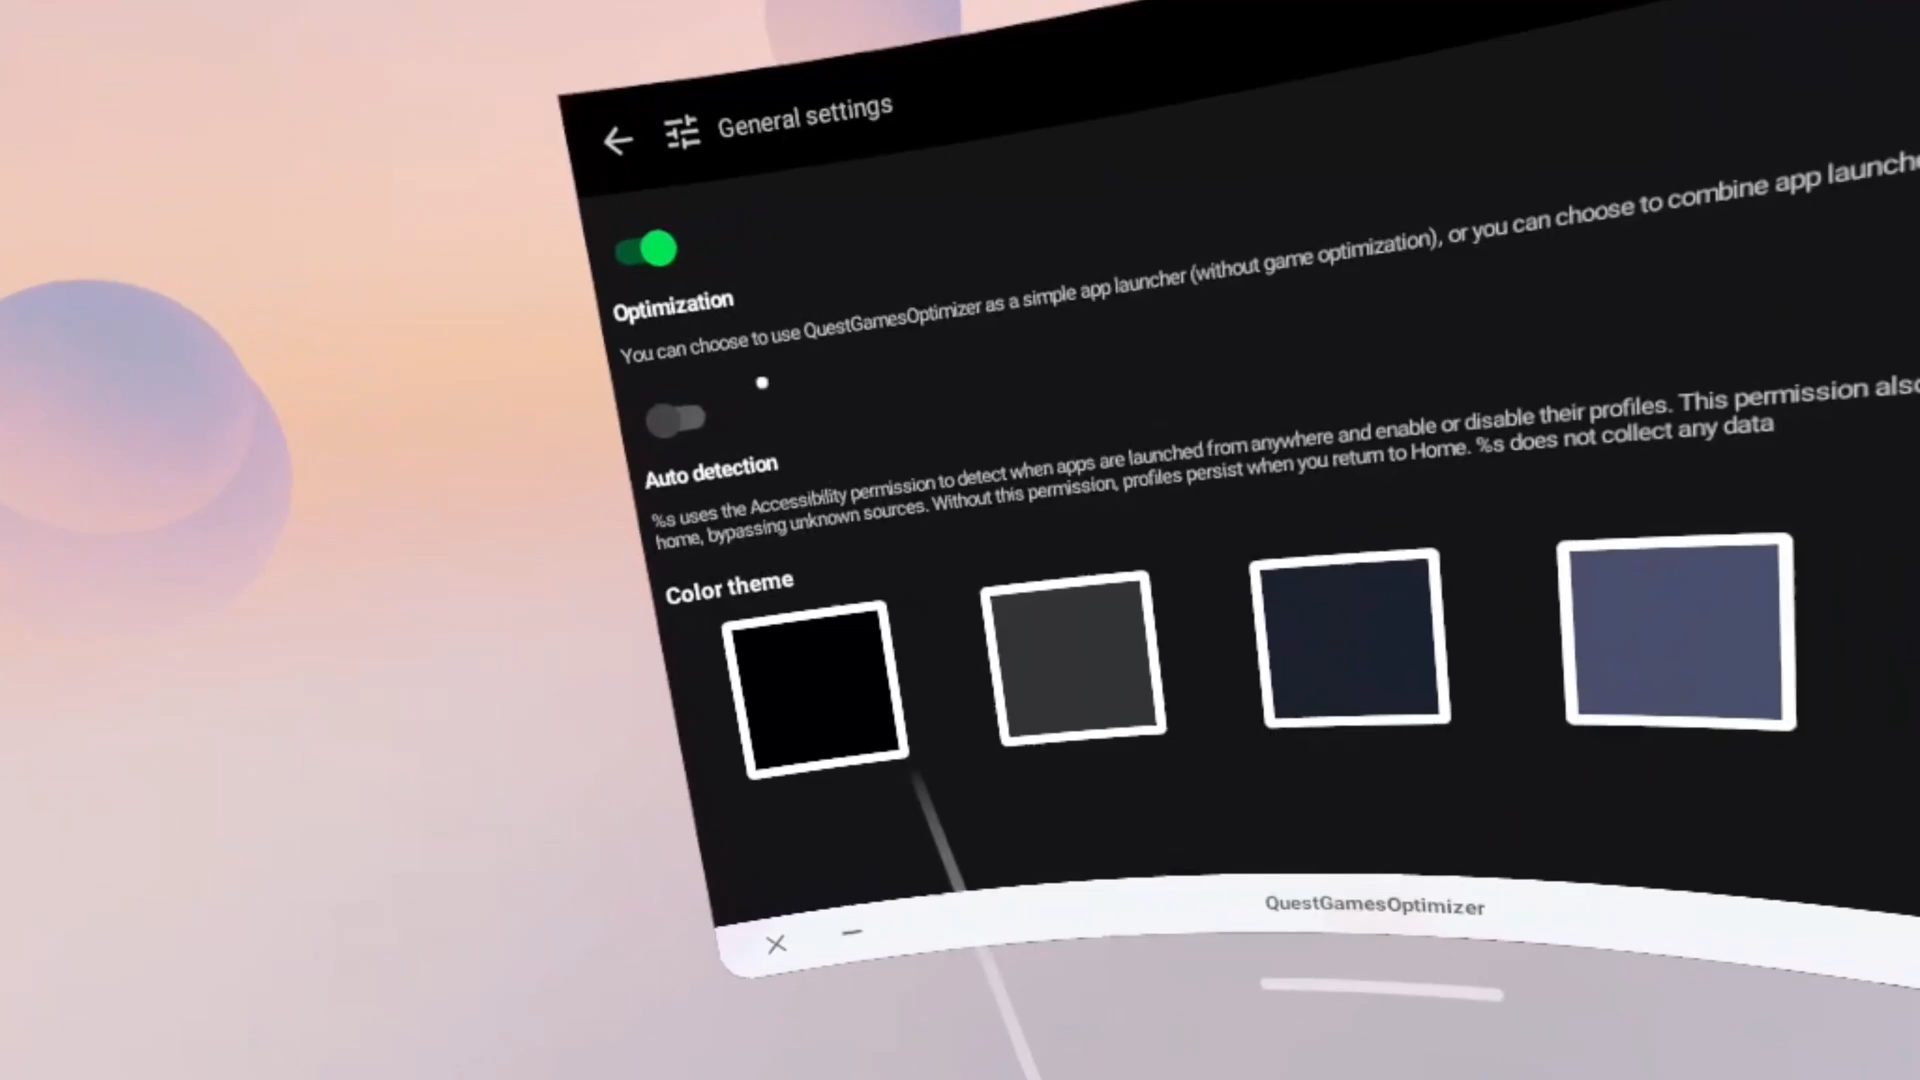 General settings
Optimization
You can choose to use QuestGamesOptimizer as a simple app launcher (without game optimization), or you can choose to combine app
Auto detection
%s uses the Accessibility permission to detect when apps are launched from anywhere and enable or disable their profiles. This permission
home, bypassing unknown sources. Without this permission, profiles persist when you return to Home. %s does not collect any data
Color theme
QuestGamesOptimizer